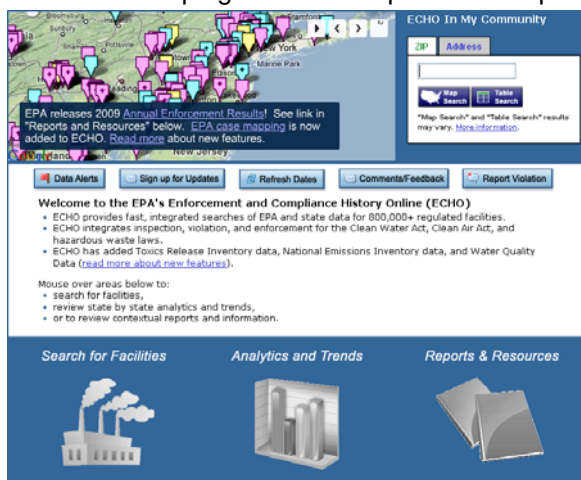 ECHO In My Community
ZIP Address
New York
Marine Park
Map Search Table Search
"Map Search" and "Table Search" results
may vary. More information.
EPA releases 2009 Annual Enforcement Results! See link in
"Reports and Resources" below. EPA case mapping is now
added to ECHO. Read more about new features.
New Jersey
Data Alerts Sign up for Updates Refresh Dates Comments/Feedback Report Violation
Welcome to the EPA's Enforcement and Compliance History Online (ECHO)
• ECHO provides fast, integrated searches of EPA and state data for 800,000+ regulated facilities.
• ECHO integrates inspection, violation, and enforcement for the Clean Water Act, Clean Air Act, and
hazardous waste laws.
• ECHO has added Toxics Release Inventory data, National Emissions Inventory data, and Water Quality
Data (read more about new features).
Mouse over areas below to:
• search for facilities,
• review state by state analytics and trends,
• or to review contextual reports and information.
Search for Facilities Analytics and Trends Reports & Resources